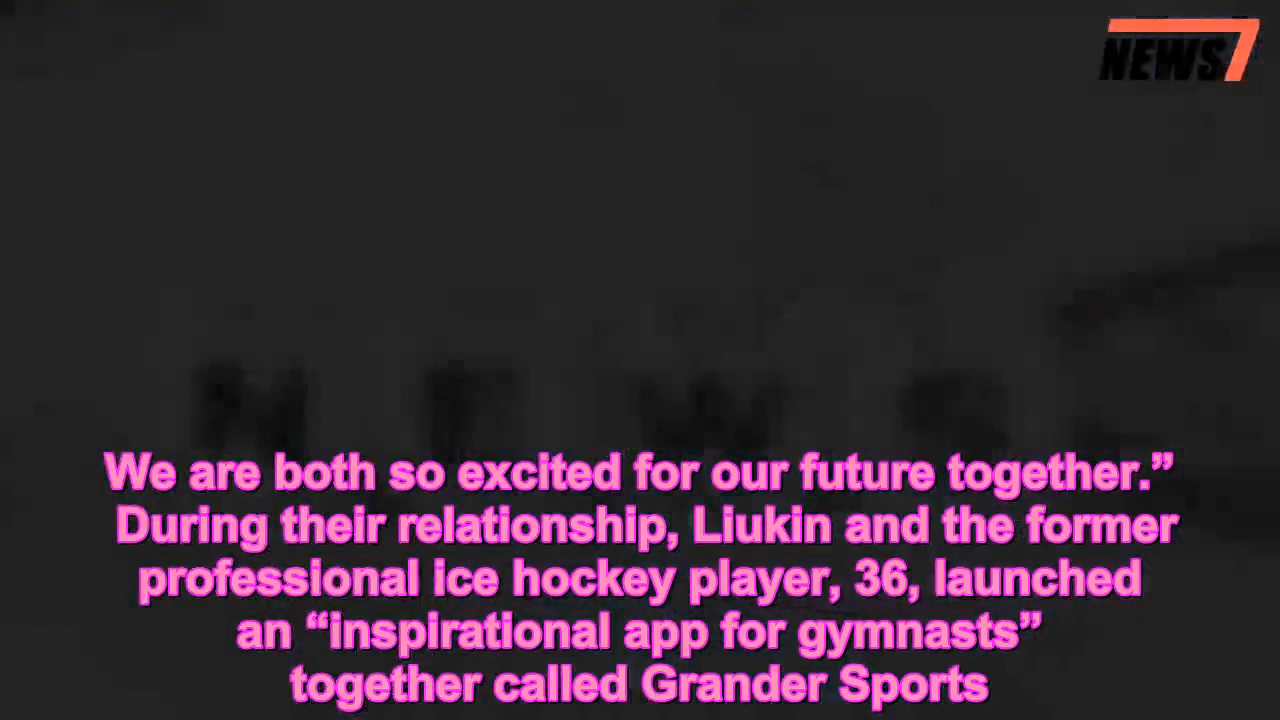 NEWS7
NEWS
We are both so excited for our future together.”
During their relationship, Liukin and the former
professional ice hockey player, 36, launched
an “inspirational app for gymnasts”
together called Grander Sports